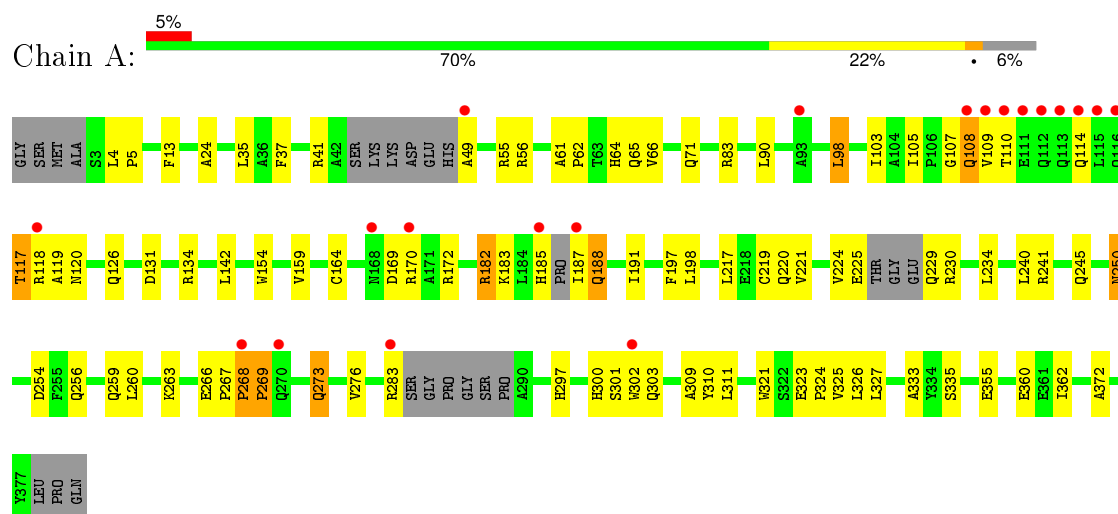 5%
Chain A:
70% 22% • 6%
GLY SER MET ALA S3 L4 P5 F13 A24 L35 A36 F37 R41 A42 SER LYS LYS ASP GLU HIS A49 R55 R56 A61 P62 T63 H64 Q65 V66 Q71 R83 L90 A93 L98 I103 A104 I105 P106 G107 Q108 V109 T110 E111 Q112 Q113 Q114 L115 Q116
T117 R118 A119 N120 Q126 D131 R134 L142 W154 V159 C164 N168 D169 R170 A171 R172 R182 K183 L184 H185 PRO I187 Q188 I191 F197 L198 L217 E218 C219 Q220 V221 V224 E225 THR GLY GLU Q229 R230 L234 L240 R241 Q245 N250
D254 F255 Q256 Q259 L260 K263 E266 P267 P268 P269 Q270 Q273 V276 R283 SER GLY PRO GLY SER PRO A290 H297 H300 S301 W302 Q303 A309 Y310 L311 W321 S322 E323 P324 V325 L326 L327 A333 Y334 S335 E355 E360 E361 I362 A372
Y377 LEU PRO GLN